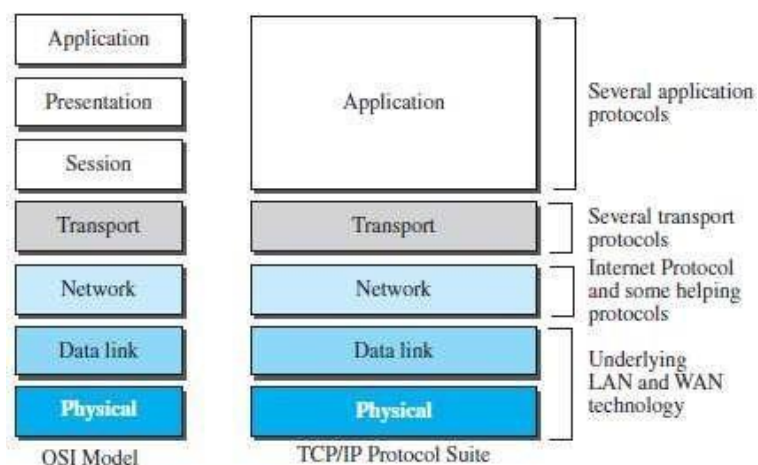 Application
Presentation
Session
Transport
Network
Data link
Physical
OSI Model
Application
Transport
Network
Data link
Physical
TCP/IP Protocol Suite
Several application
protocols
Several transport
protocols
Internet Protocol
and some helping
protocols
Underlying
LAN and WAN
technology